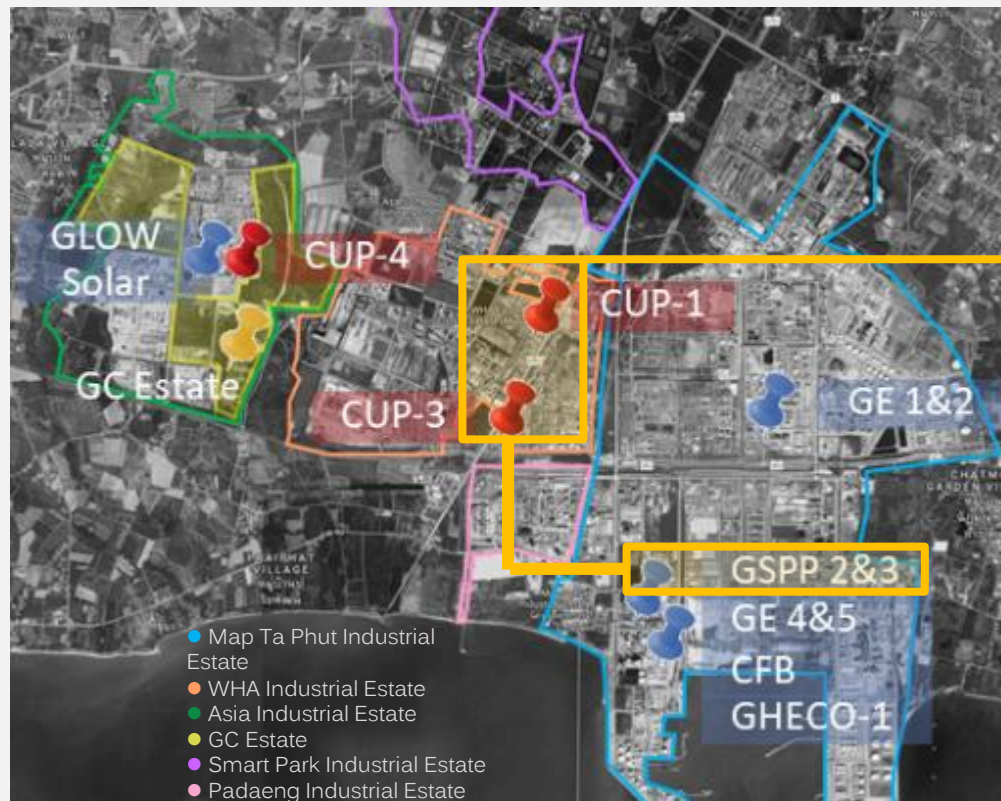 GLOW
Solar
CUP-4
CUP-1
GC Estate
CUP-3
GE 1&2
GSPP 2&3
GE 4&5
CFB
GHECO-1
● Map Ta Phut Industrial
Estate
● WHA Industrial Estate
● Asia Industrial Estate
● GC Estate
● Smart Park Industrial Estate
● Padaeng Industrial Estate